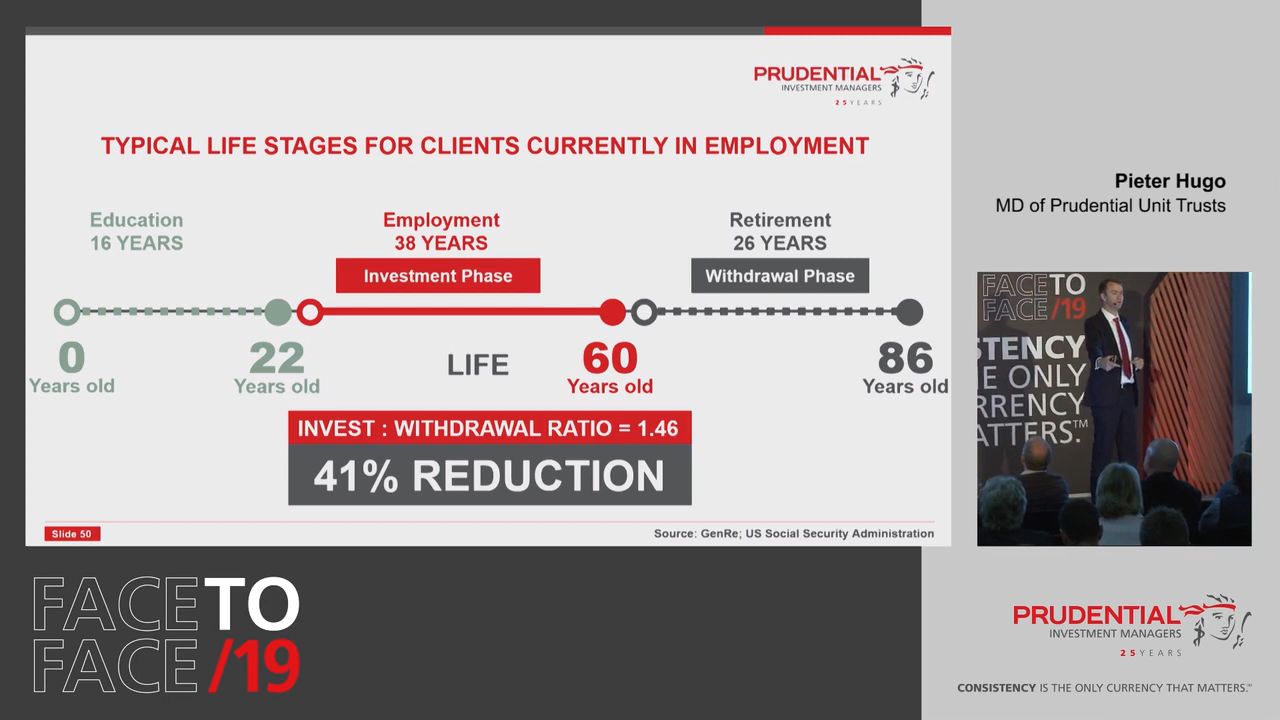 PRUDENTIAL
INVESTMENT MANAGERS
25 YEARS
TYPICAL LIFE STAGES FOR CLIENTS CURRENTLY IN EMPLOYMENT
Education
16 YEARS
Employment
38 YEARS
Investment Phase
Retirement
26 YEARS
Withdrawal Phase
0
Years old
22
Years old
LIFE
60
Years old
86
Years old
INVEST : WITHDRAWAL RATIO = 1.46
41% REDUCTION
Slide 50
Source: GenRe; US Social Security Administration
Pieter Hugo
MD of Prudential Unit Trusts
FACE TO
FACE /19
STENCY
E ONLY
RRENCY
ATTERS.™
FACE TO
FACE /19
PRUDENTIAL
INVESTMENT MANAGERS
25 YEARS
CONSISTENCY IS THE ONLY CURRENCY THAT MATTERS.™